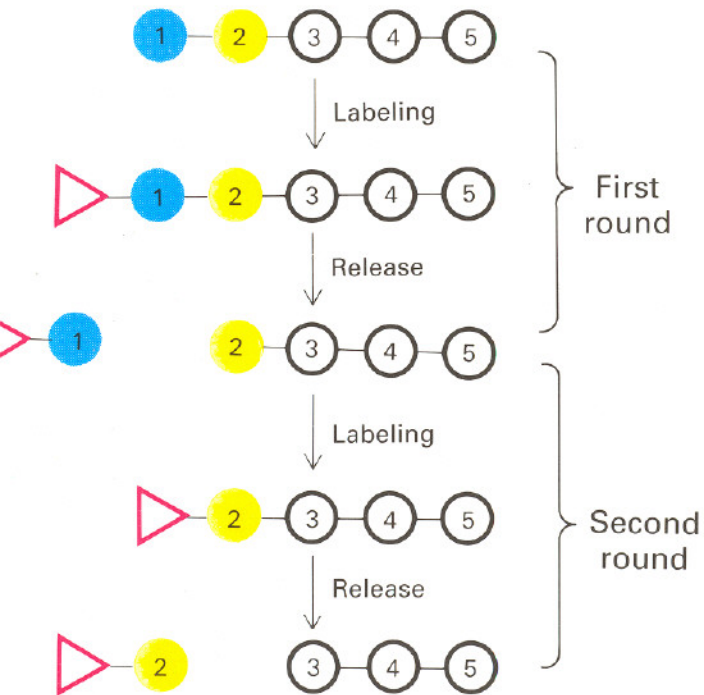 1 2 3 4 5
Labeling
1 2 3 4 5
First
round
Release
1 2 3 4 5
Labeling
2 3 4 5
Second
round
Release
2 3 4 5